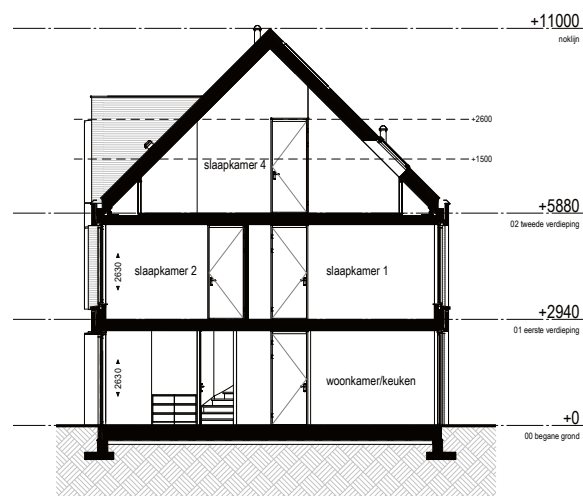 +11000
noklijn
+2600
+1500
slaapkamer 4
+5880
02 tweede verdieping
2630
slaapkamer 2
slaapkamer 1
+2940
01 eerste verdieping
2630
woonkamer/keuken
+0
00 begane grond